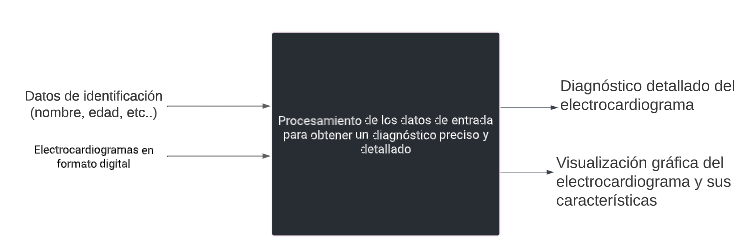 Datos de identificación
(nombre, edad, etc..)
Electrocardiogramas en
formato digital
Procesamiento de los datos de entrada
para obtener un diagnóstico preciso y
detallado
Diagnóstico detallado del
electrocardiograma
Visualización gráfica del
electrocardiograma y sus
características